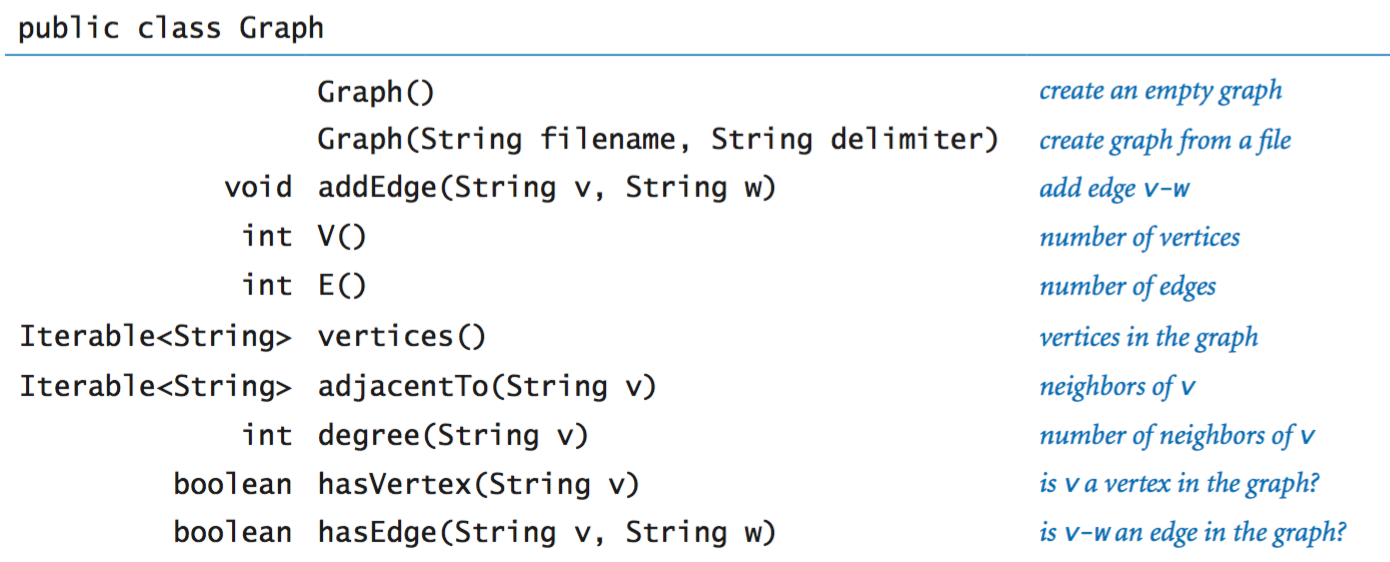 public class Graph
Graph() create an empty graph
Graph(String filename, String delimiter) create graph from a file
void addEdge(String v, String w) add edge v-w
int V() number of vertices
int E() number of edges
Iterable<String> vertices() vertices in the graph
Iterable<String> adjacentTo(String v) neighbors of v
int degree(String v) number of neighbors of v
boolean hasVertex(String v) is v a vertex in the graph?
boolean hasEdge(String v, String w) is v-w an edge in the graph?